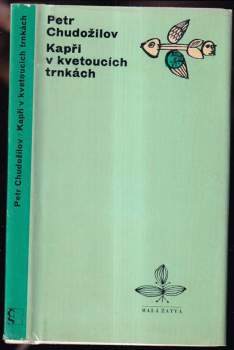 Petr
Chudožilov
Kapři
v kvetoucích
trnkách
MALÁ ŽATVA
Petr Chudožilov / Kapři v kvetoucích trnkách